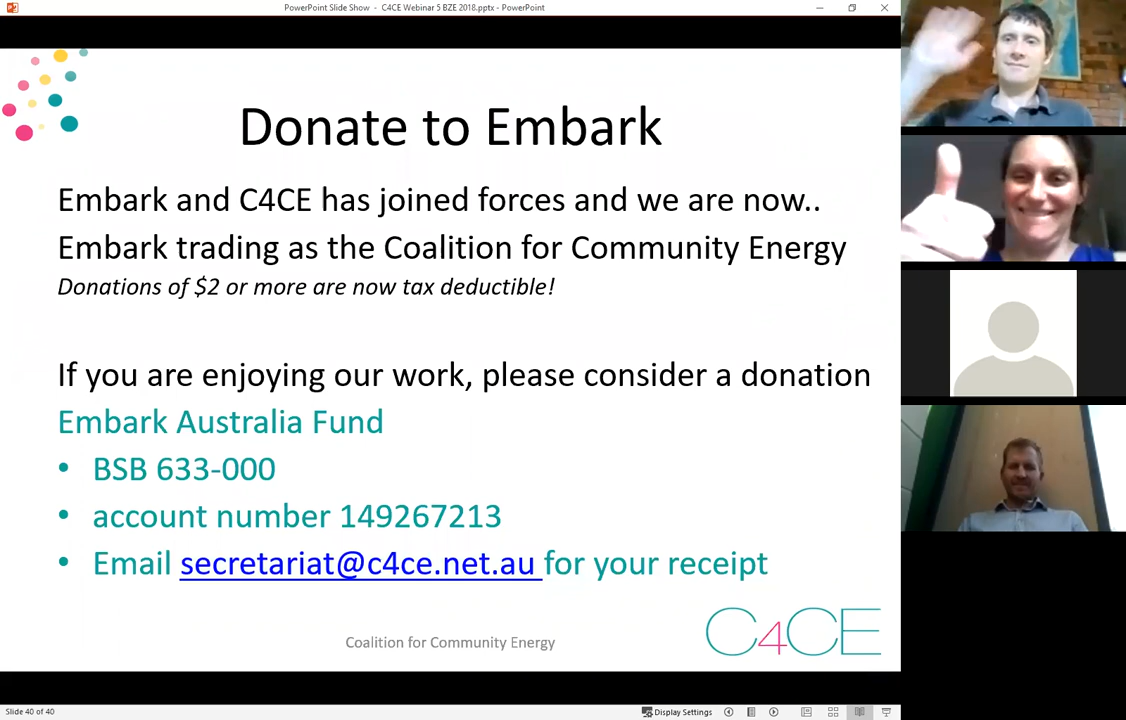 PowerPoint Slide Show - C4CE Webinar 5 BZE 2018.pptx - PowerPoint
Donate to Embark
Embark and C4CE has joined forces and we are now..
Embark trading as the Coalition for Community Energy
Donations of $2 or more are now tax deductible!
If you are enjoying our work, please consider a donation
Embark Australia Fund
• BSB 633-000
• account number 149267213
• Email secretariat@c4ce.net.au for your receipt
Coalition for Community Energy
C4CE
Slide 40 of 40
Display Settings